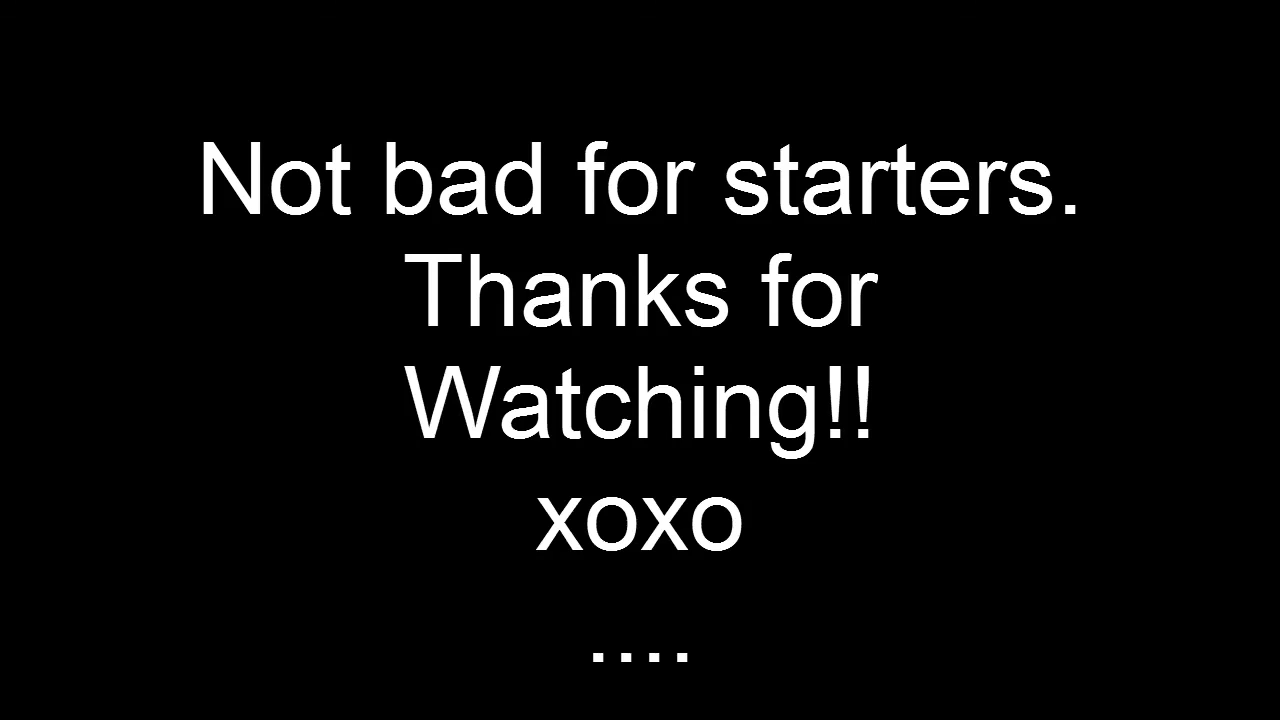 Not bad for starters.
Thanks for
Watching!!
xoxo
....